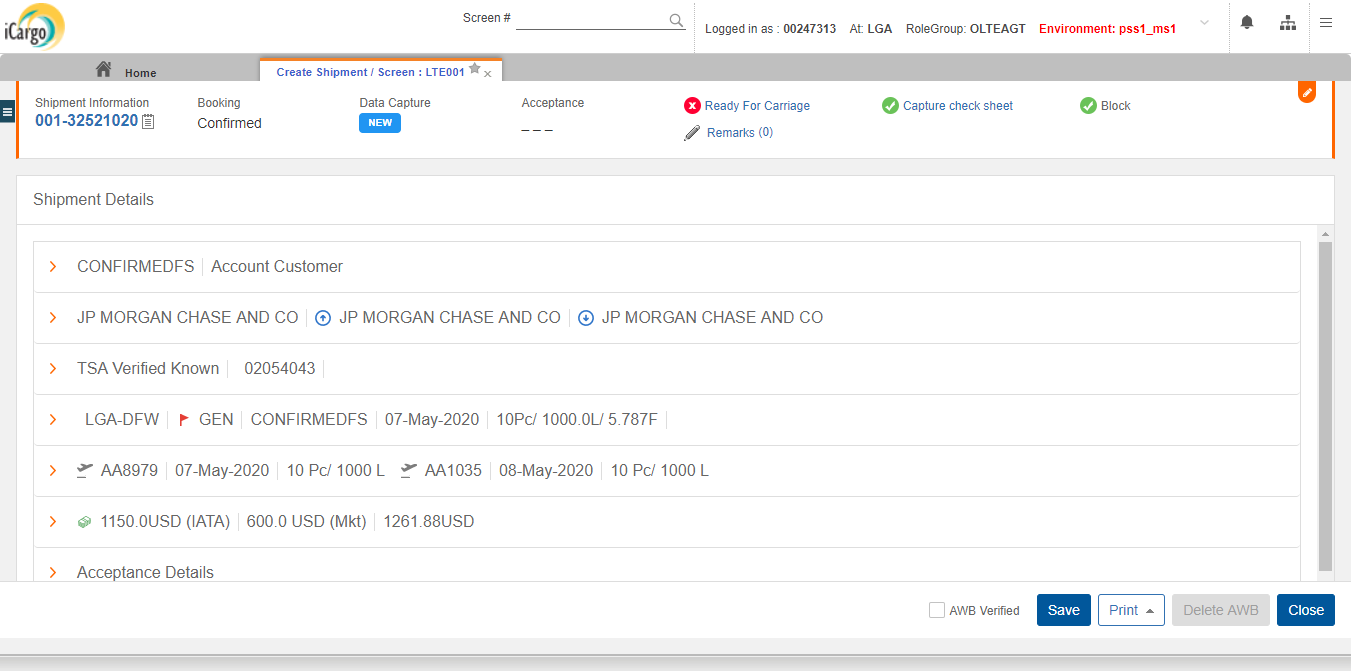 iCargo
Screen #
Logged in as : 00247313 At: LGA RoleGroup: OLTEAGT Environment: pss1_ms1
Home
Create Shipment / Screen : LTE001
Shipment Information Booking Data Capture Acceptance
001-32521020 Confirmed NEW _ _ _
Ready For Carriage Capture check sheet Block
Remarks (0)
Shipment Details
CONFIRMEDFS Account Customer
JP MORGAN CHASE AND CO JP MORGAN CHASE AND CO JP MORGAN CHASE AND CO
TSA Verified Known 02054043
LGA-DFW GEN CONFIRMEDFS 07-May-2020 10Pc/ 1000.0L/ 5.787F
AA8979 07-May-2020 10 Pc/ 1000 L AA1035 08-May-2020 10 Pc/ 1000 L
1150.0USD (IATA) 600.0 USD (Mkt) 1261.88USD
Acceptance Details
AWB Verified Save Print Delete AWB Close